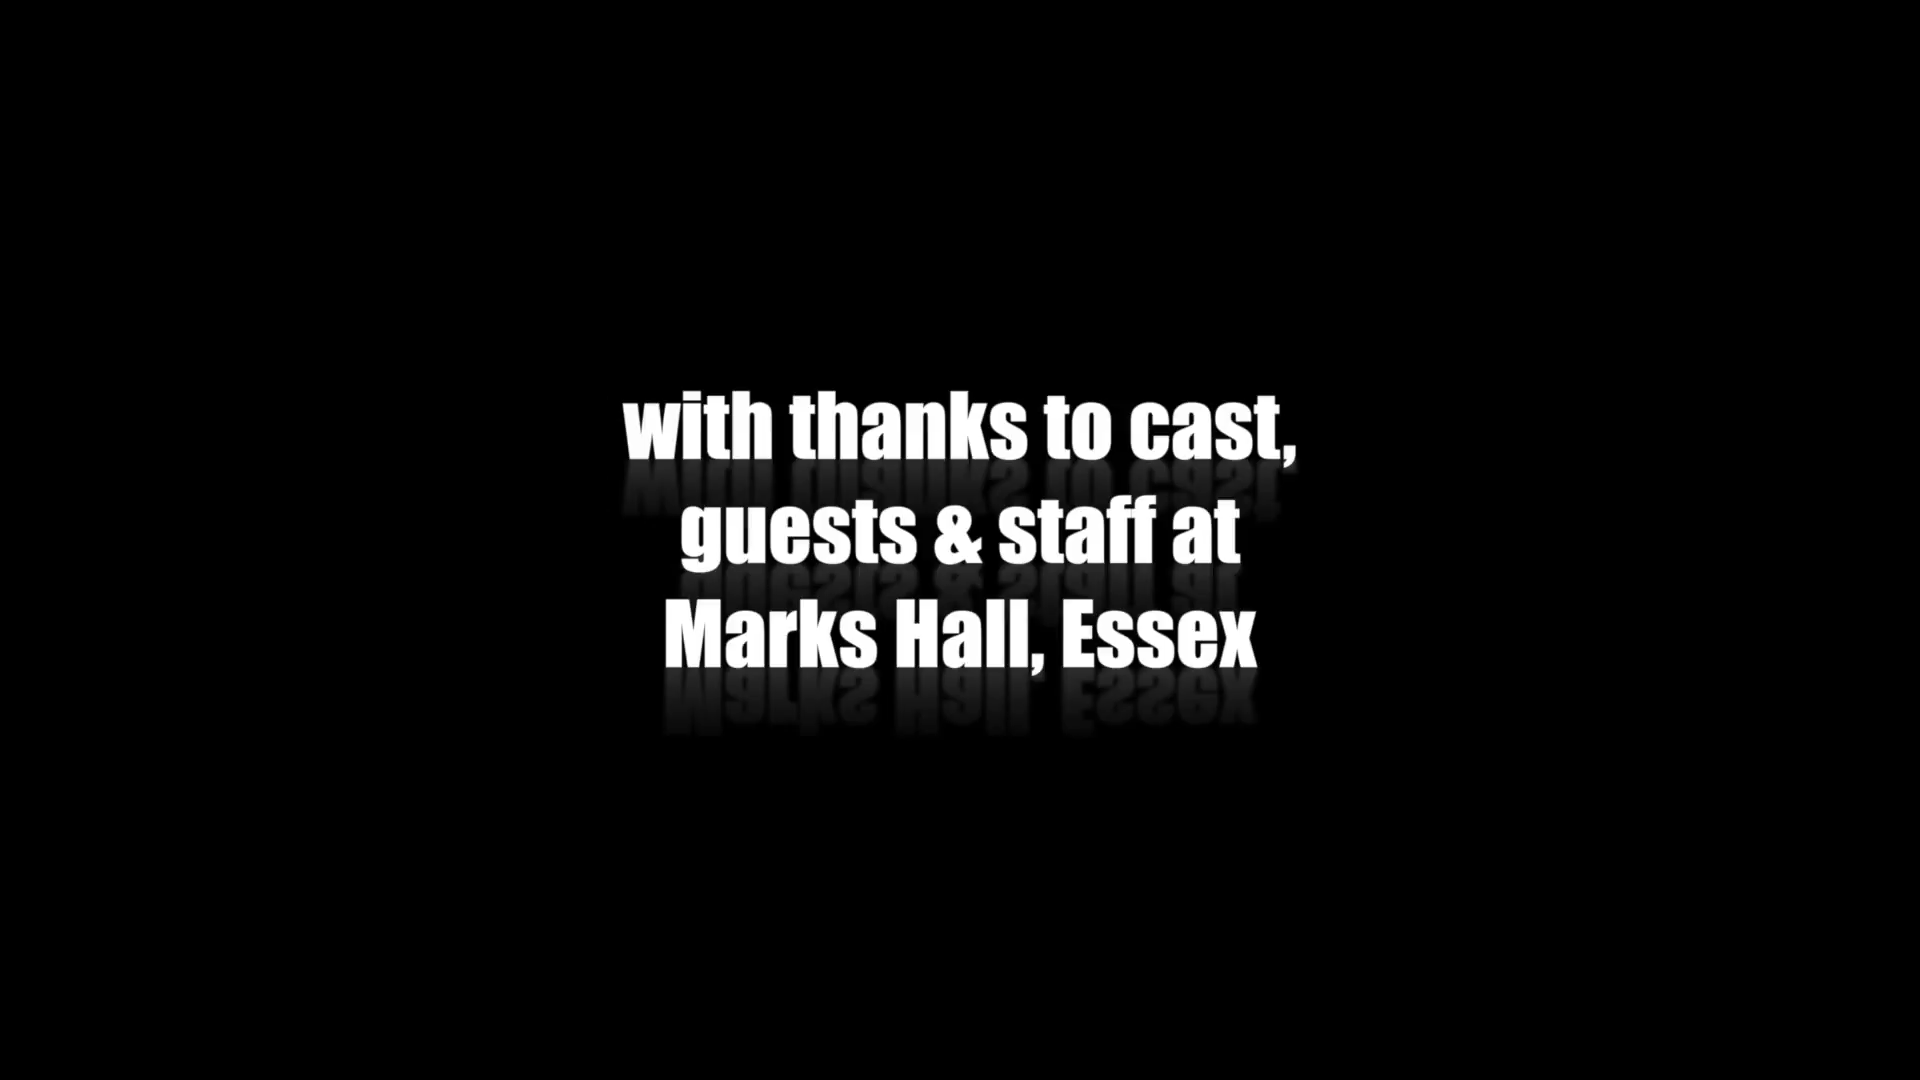 with thanks to cast,
guests & staff at
Marks Hall, Essex